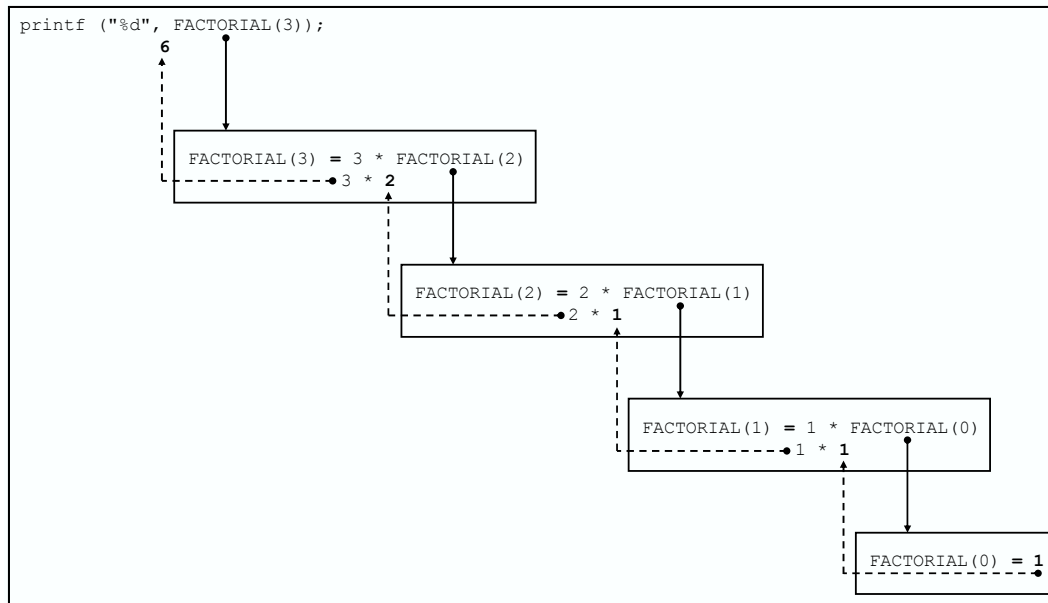 printf ("%d", FACTORIAL(3));
6
FACTORIAL(3) = 3 * FACTORIAL(2)
3 * 2
FACTORIAL(2) = 2 * FACTORIAL(1)
2 * 1
FACTORIAL(1) = 1 * FACTORIAL(0)
1 * 1
FACTORIAL(0) = 1